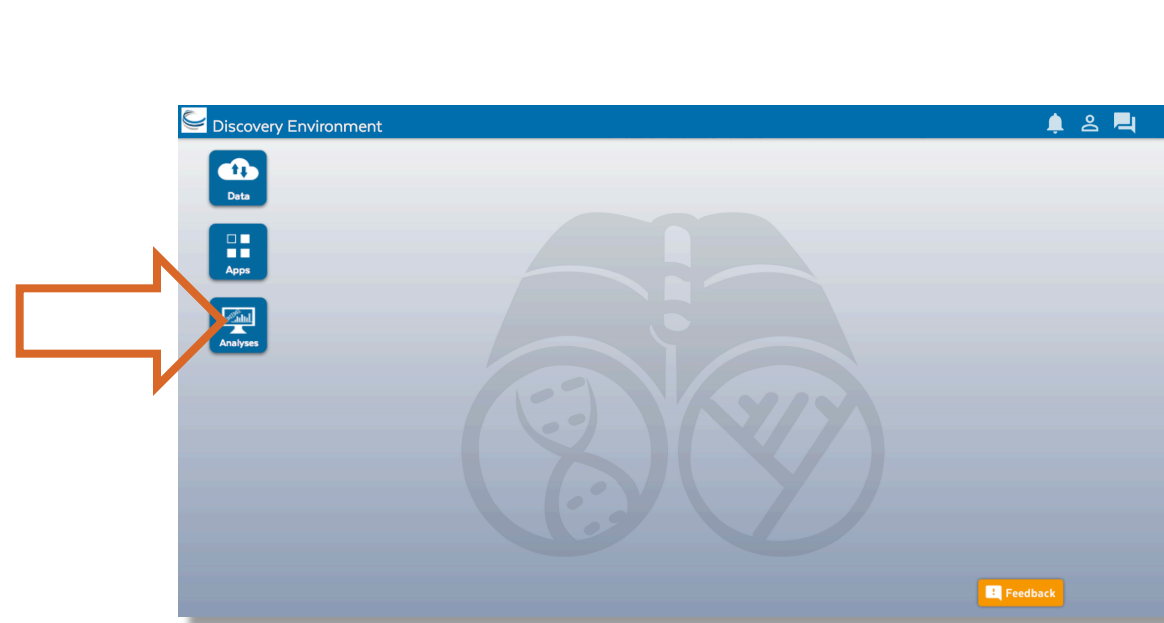 Discovery Environment
Data
Apps
Analyses
Feedback